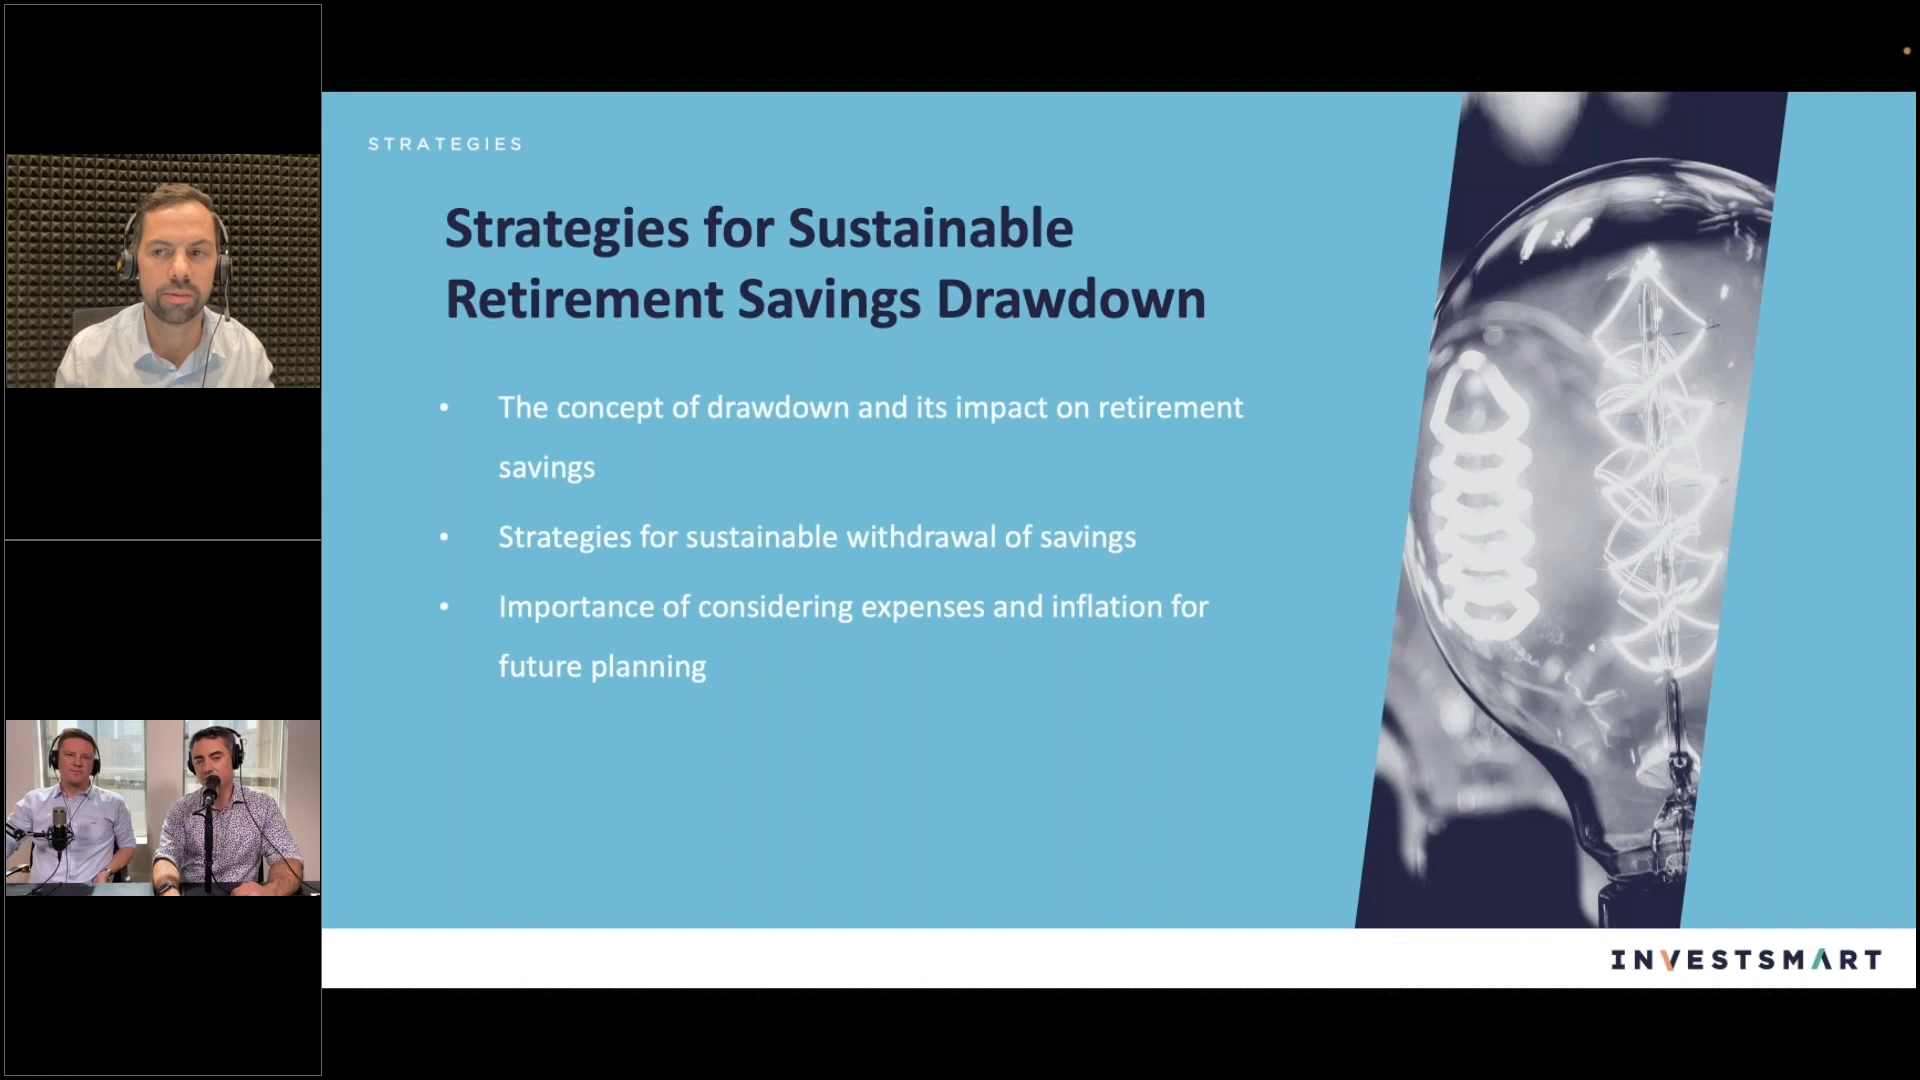 STRATEGIES
Strategies for Sustainable
Retirement Savings Drawdown
• The concept of drawdown and its impact on retirement
savings
• Strategies for sustainable withdrawal of savings
• Importance of considering expenses and inflation for
future planning
INVESTSMART